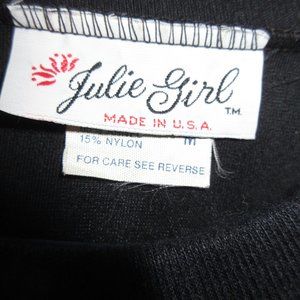 Julie Girl TM
MADE IN U.S.A.
15% NYLON M
FOR CARE SEE REVERSE